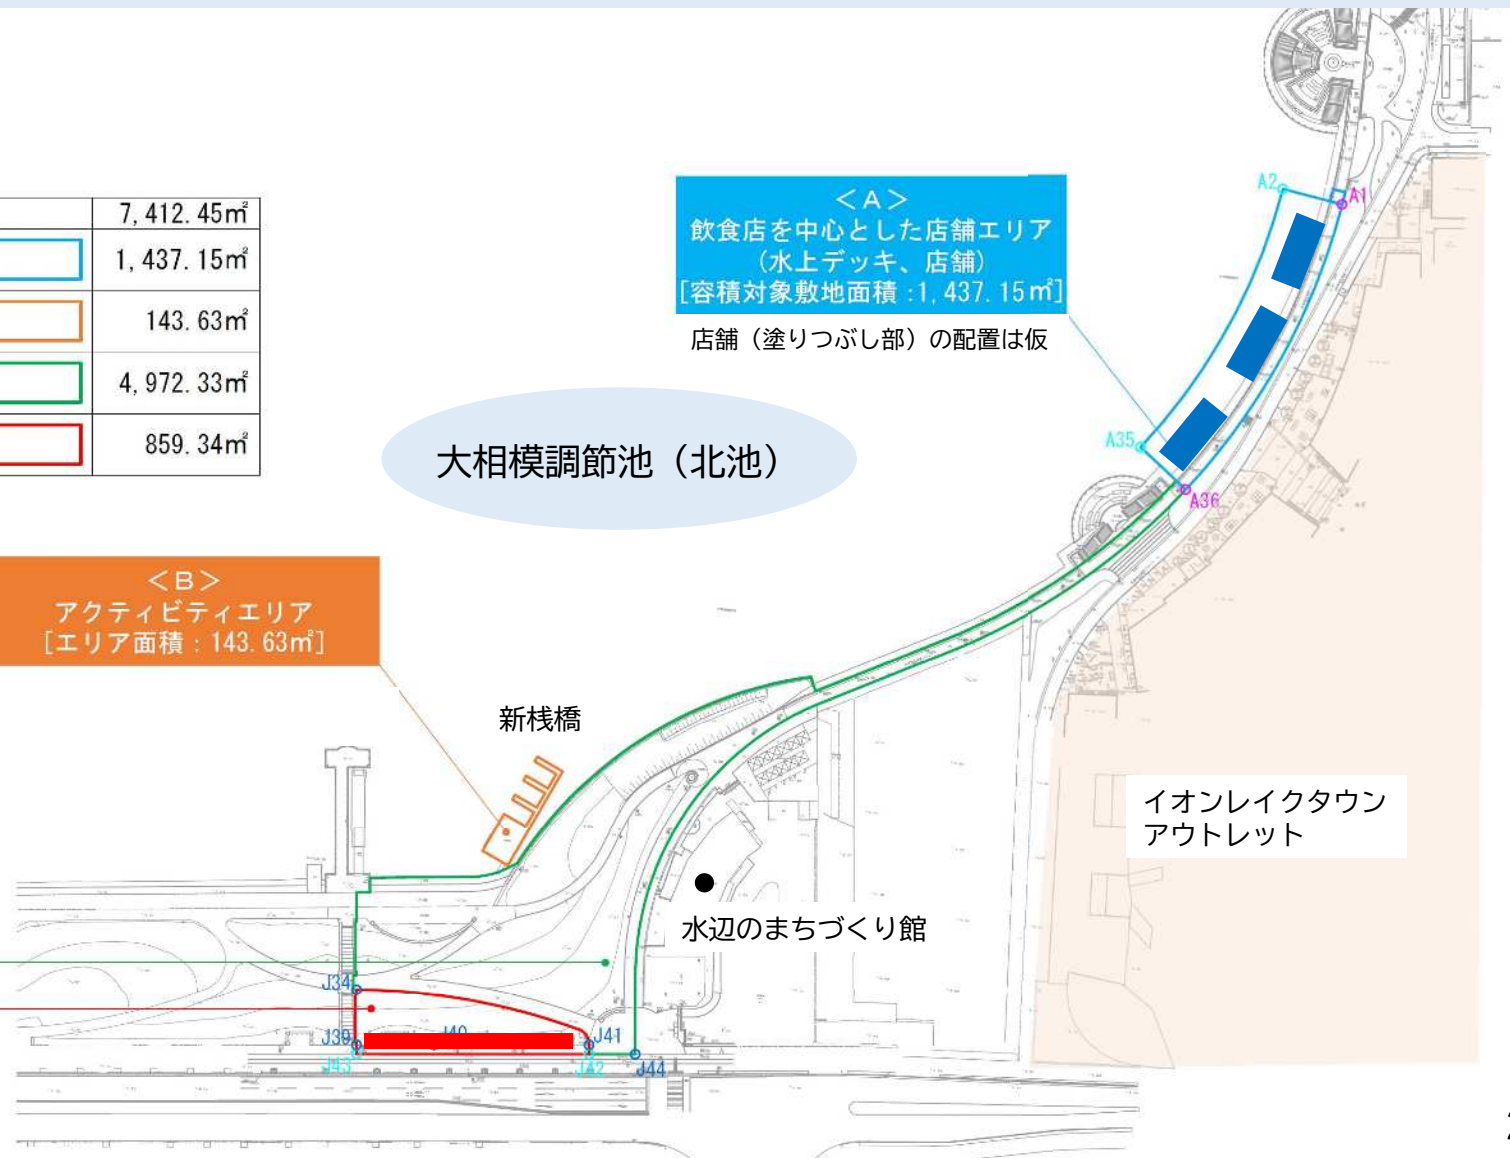 7,412.45㎡
1,437.15㎡
143.63㎡
4,972.33㎡
859.34㎡
＜A＞
飲食店を中心とした店舗エリア
(水上デッキ、店舗)
[容積対象敷地面積:1,437.15㎡]
店舗（塗りつぶし部）の配置は仮
A2
A1
A35
A36
大相模調節池（北池）
＜B＞
アクティビティエリア
[エリア面積:143.63㎡]
新桟橋
イオンレイクタウン
アウトレット
水辺のまちづくり館
J34
J39
J40
J41
J43
J42
J44